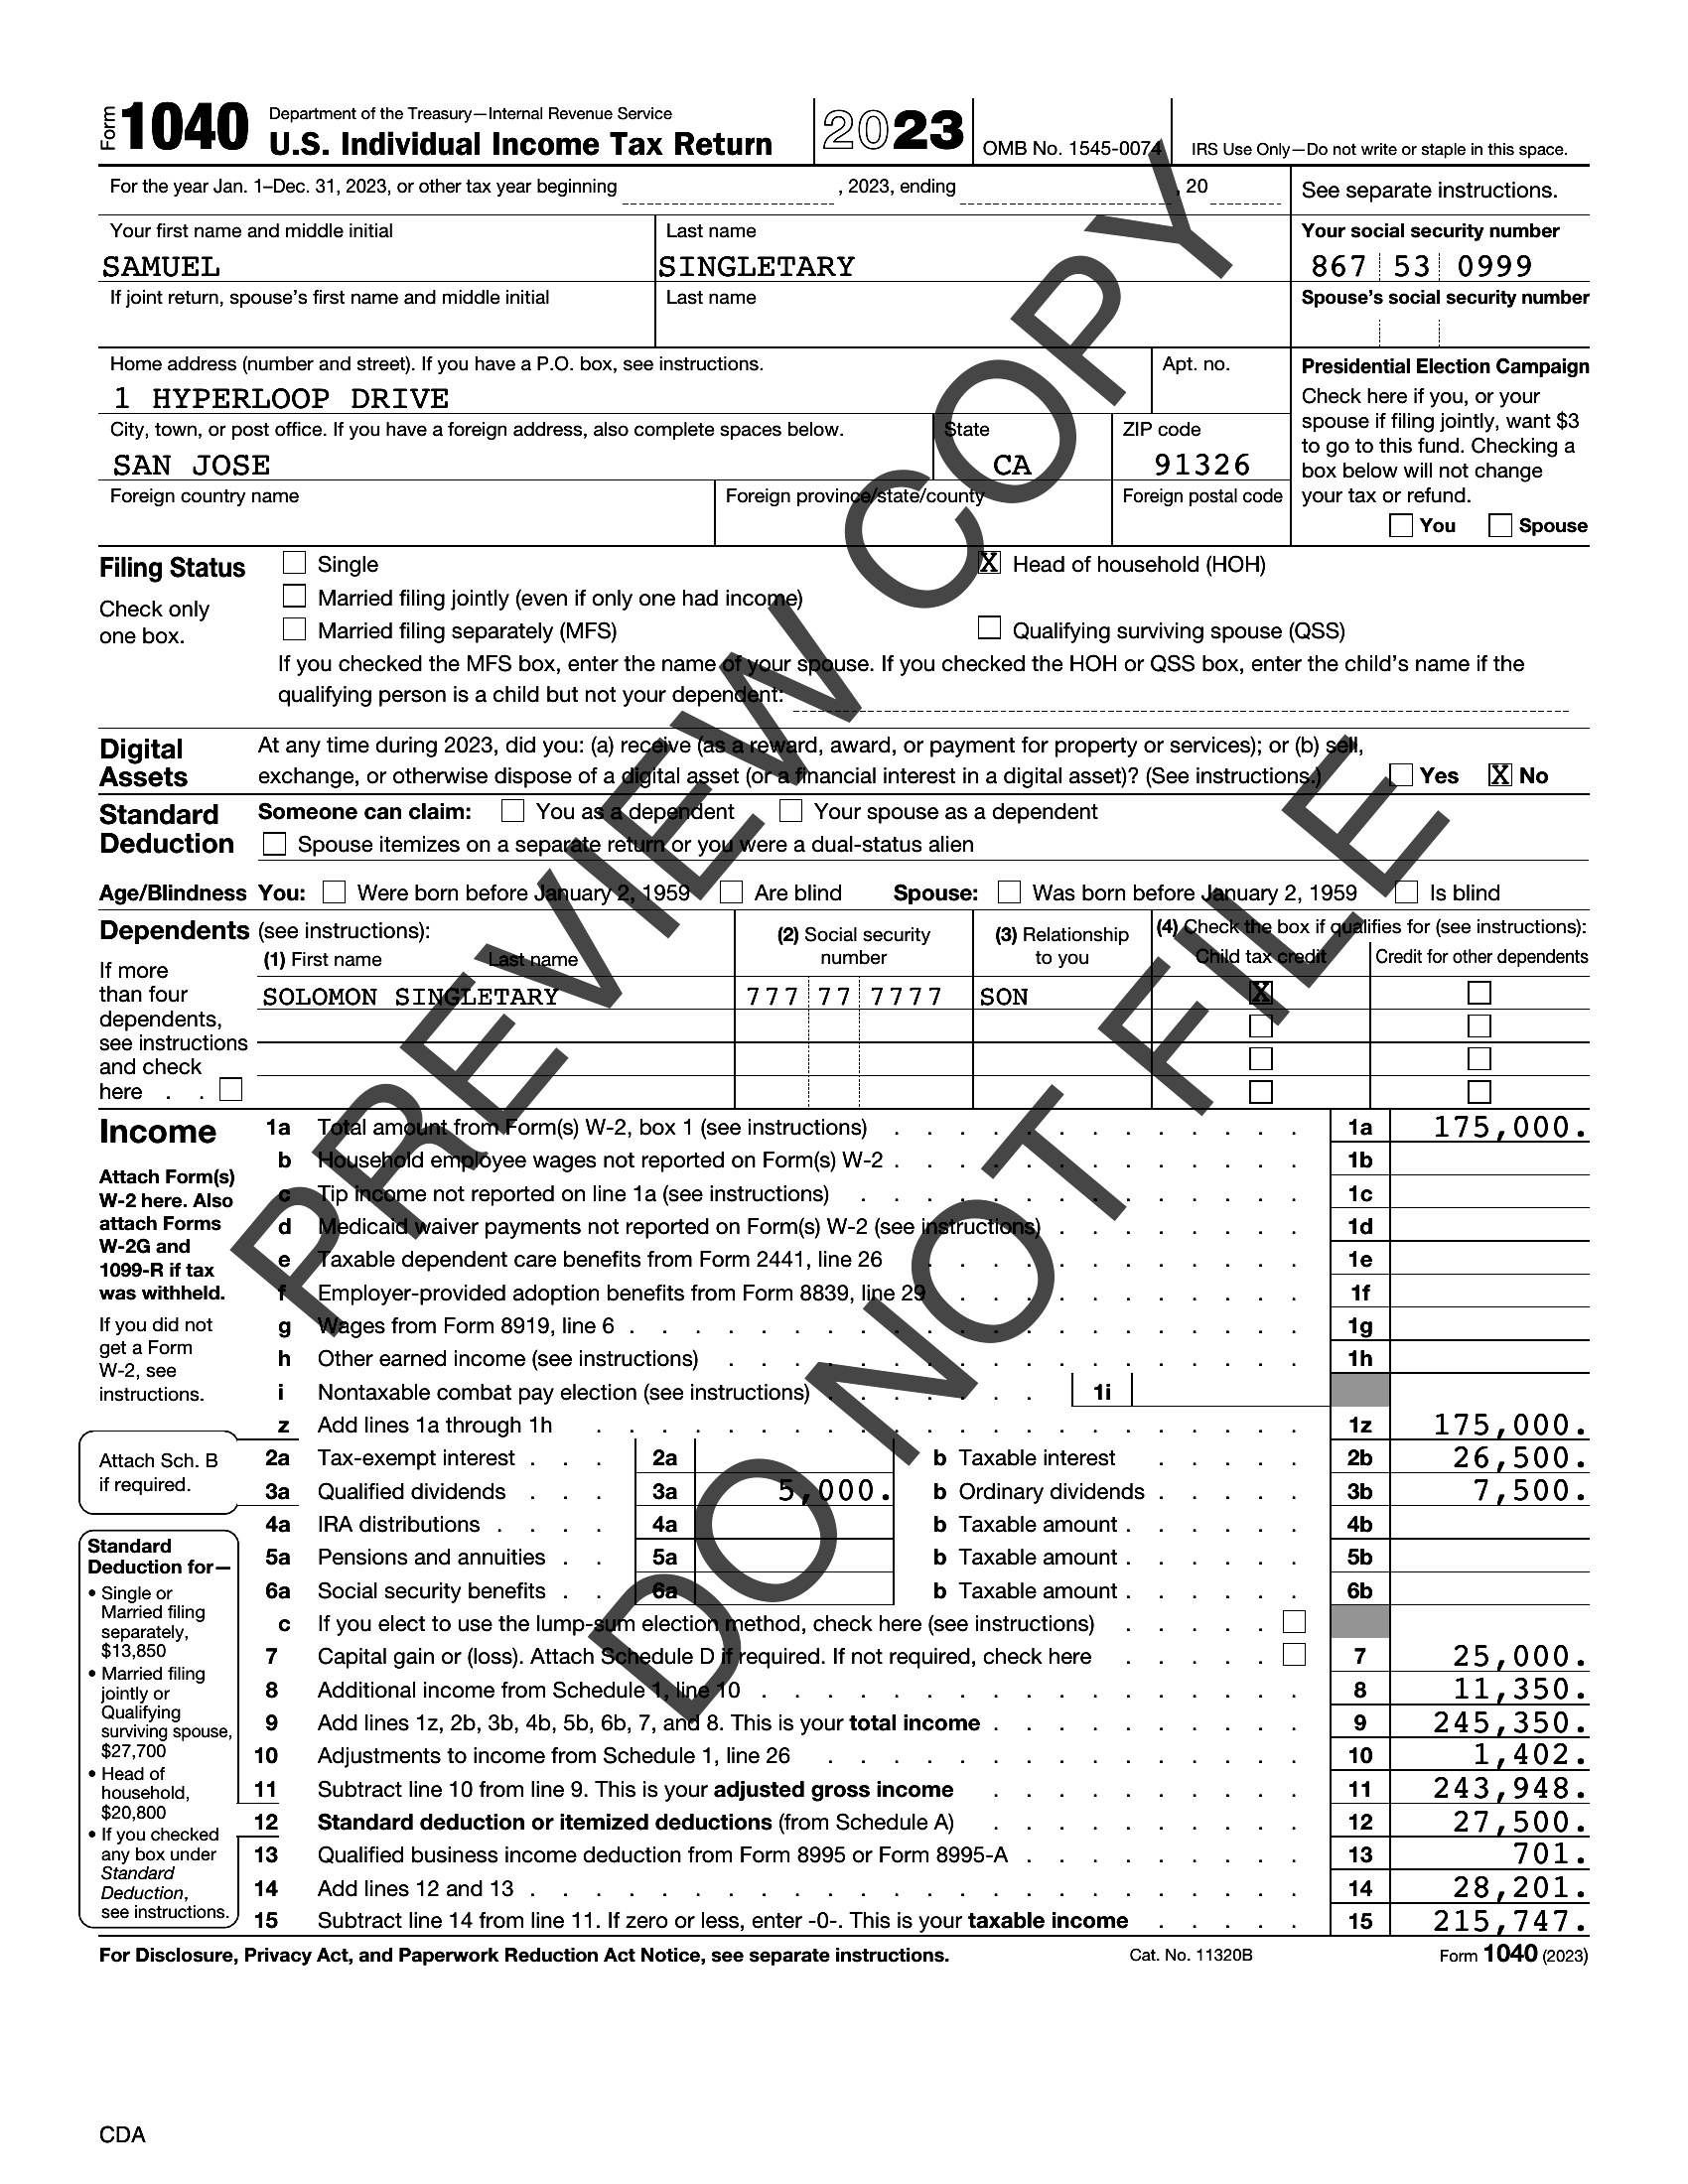 Form 1040 Department of the Treasury—Internal Revenue Service
U.S. Individual Income Tax Return 2023 OMB No. 1545-0074 IRS Use Only—Do not write or staple in this space.
For the year Jan. 1–Dec. 31, 2023, or other tax year beginning , 2023, ending , 20 See separate instructions.
Your first name and middle initial Last name Your social security number
SAMUEL SINGLETARY 867 53 0999
If joint return, spouse's first name and middle initial Last name Spouse's social security number
Home address (number and street). If you have a P.O. box, see instructions. Apt. no.
1 HYPERLOOP DRIVE
City, town, or post office. If you have a foreign address, also complete spaces below. State ZIP code
SAN JOSE CA 91326
Foreign country name Foreign province/state/county Foreign postal code
Presidential Election Campaign
Check here if you, or your
spouse if filing jointly, want $3
to go to this fund. Checking a
box below will not change
your tax or refund.
You Spouse
Filing Status
Check only
one box.
Single X Head of household (HOH)
Married filing jointly (even if only one had income)
Married filing separately (MFS) Qualifying surviving spouse (QSS)
If you checked the MFS box, enter the name of your spouse. If you checked the HOH or QSS box, enter the child's name if the
qualifying person is a child but not your dependent:
Digital
Assets
At any time during 2023, did you: (a) receive (as a reward, award, or payment for property or services); or (b) sell,
exchange, or otherwise dispose of a digital asset (or a financial interest in a digital asset)? (See instructions.) Yes X No
Standard
Deduction
Someone can claim: You as a dependent Your spouse as a dependent
Spouse itemizes on a separate return or you were a dual-status alien
Age/Blindness You: Were born before January 2, 1959 Are blind Spouse: Was born before January 2, 1959 Is blind
Dependents (see instructions):
(1) First name Last name
(2) Social security
number
(3) Relationship
to you
(4) Check the box if qualifies for (see instructions):
Child tax credit Credit for other dependents
If more
than four
dependents,
see instructions
and check
here . .
SOLOMON SINGLETARY 777 77 7777 SON X
Income
Attach Form(s)
W-2 here. Also
attach Forms
W-2G and
1099-R if tax
was withheld.
If you did not
get a Form
W-2, see
instructions.
1a Total amount from Form(s) W-2, box 1 (see instructions) 1a 175,000.
b Household employee wages not reported on Form(s) W-2 1b
c Tip income not reported on line 1a (see instructions) 1c
d Medicaid waiver payments not reported on Form(s) W-2 (see instructions) 1d
e Taxable dependent care benefits from Form 2441, line 26 1e
f Employer-provided adoption benefits from Form 8839, line 29 1f
g Wages from Form 8919, line 6 1g
h Other earned income (see instructions) 1h
i Nontaxable combat pay election (see instructions) 1i
z Add lines 1a through 1h 1z 175,000.
Attach Sch. B
if required.
2a Tax-exempt interest 2a b Taxable interest 2b 26,500.
3a Qualified dividends 3a 5,000. b Ordinary dividends 3b 7,500.
4a IRA distributions 4a b Taxable amount 4b
5a Pensions and annuities 5a b Taxable amount 5b
6a Social security benefits 6a b Taxable amount 6b
c If you elect to use the lump-sum election method, check here (see instructions)
7 Capital gain or (loss). Attach Schedule D if required. If not required, check here 7 25,000.
8 Additional income from Schedule 1, line 10 8 11,350.
9 Add lines 1z, 2b, 3b, 4b, 5b, 6b, 7, and 8. This is your total income 9 245,350.
10 Adjustments to income from Schedule 1, line 26 10 1,402.
11 Subtract line 10 from line 9. This is your adjusted gross income 11 243,948.
12 Standard deduction or itemized deductions (from Schedule A) 12 27,500.
13 Qualified business income deduction from Form 8995 or Form 8995-A 13 701.
14 Add lines 12 and 13 14 28,201.
15 Subtract line 14 from line 11. If zero or less, enter -0-. This is your taxable income 15 215,747.
Standard
Deduction for—
• Single or
Married filing
separately,
$13,850
• Married filing
jointly or
Qualifying
surviving spouse,
$27,700
• Head of
household,
$20,800
• If you checked
any box under
Standard
Deduction,
see instructions.
For Disclosure, Privacy Act, and Paperwork Reduction Act Notice, see separate instructions. Cat. No. 11320B Form 1040 (2023)
CDA
PREVIEW COPY
DO NOT FILE